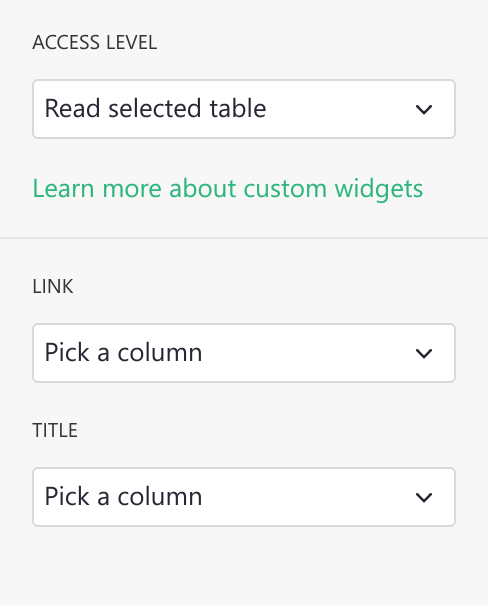 ACCESS LEVEL
Read selected table
Learn more about custom widgets
LINK
Pick a column
TITLE
Pick a column